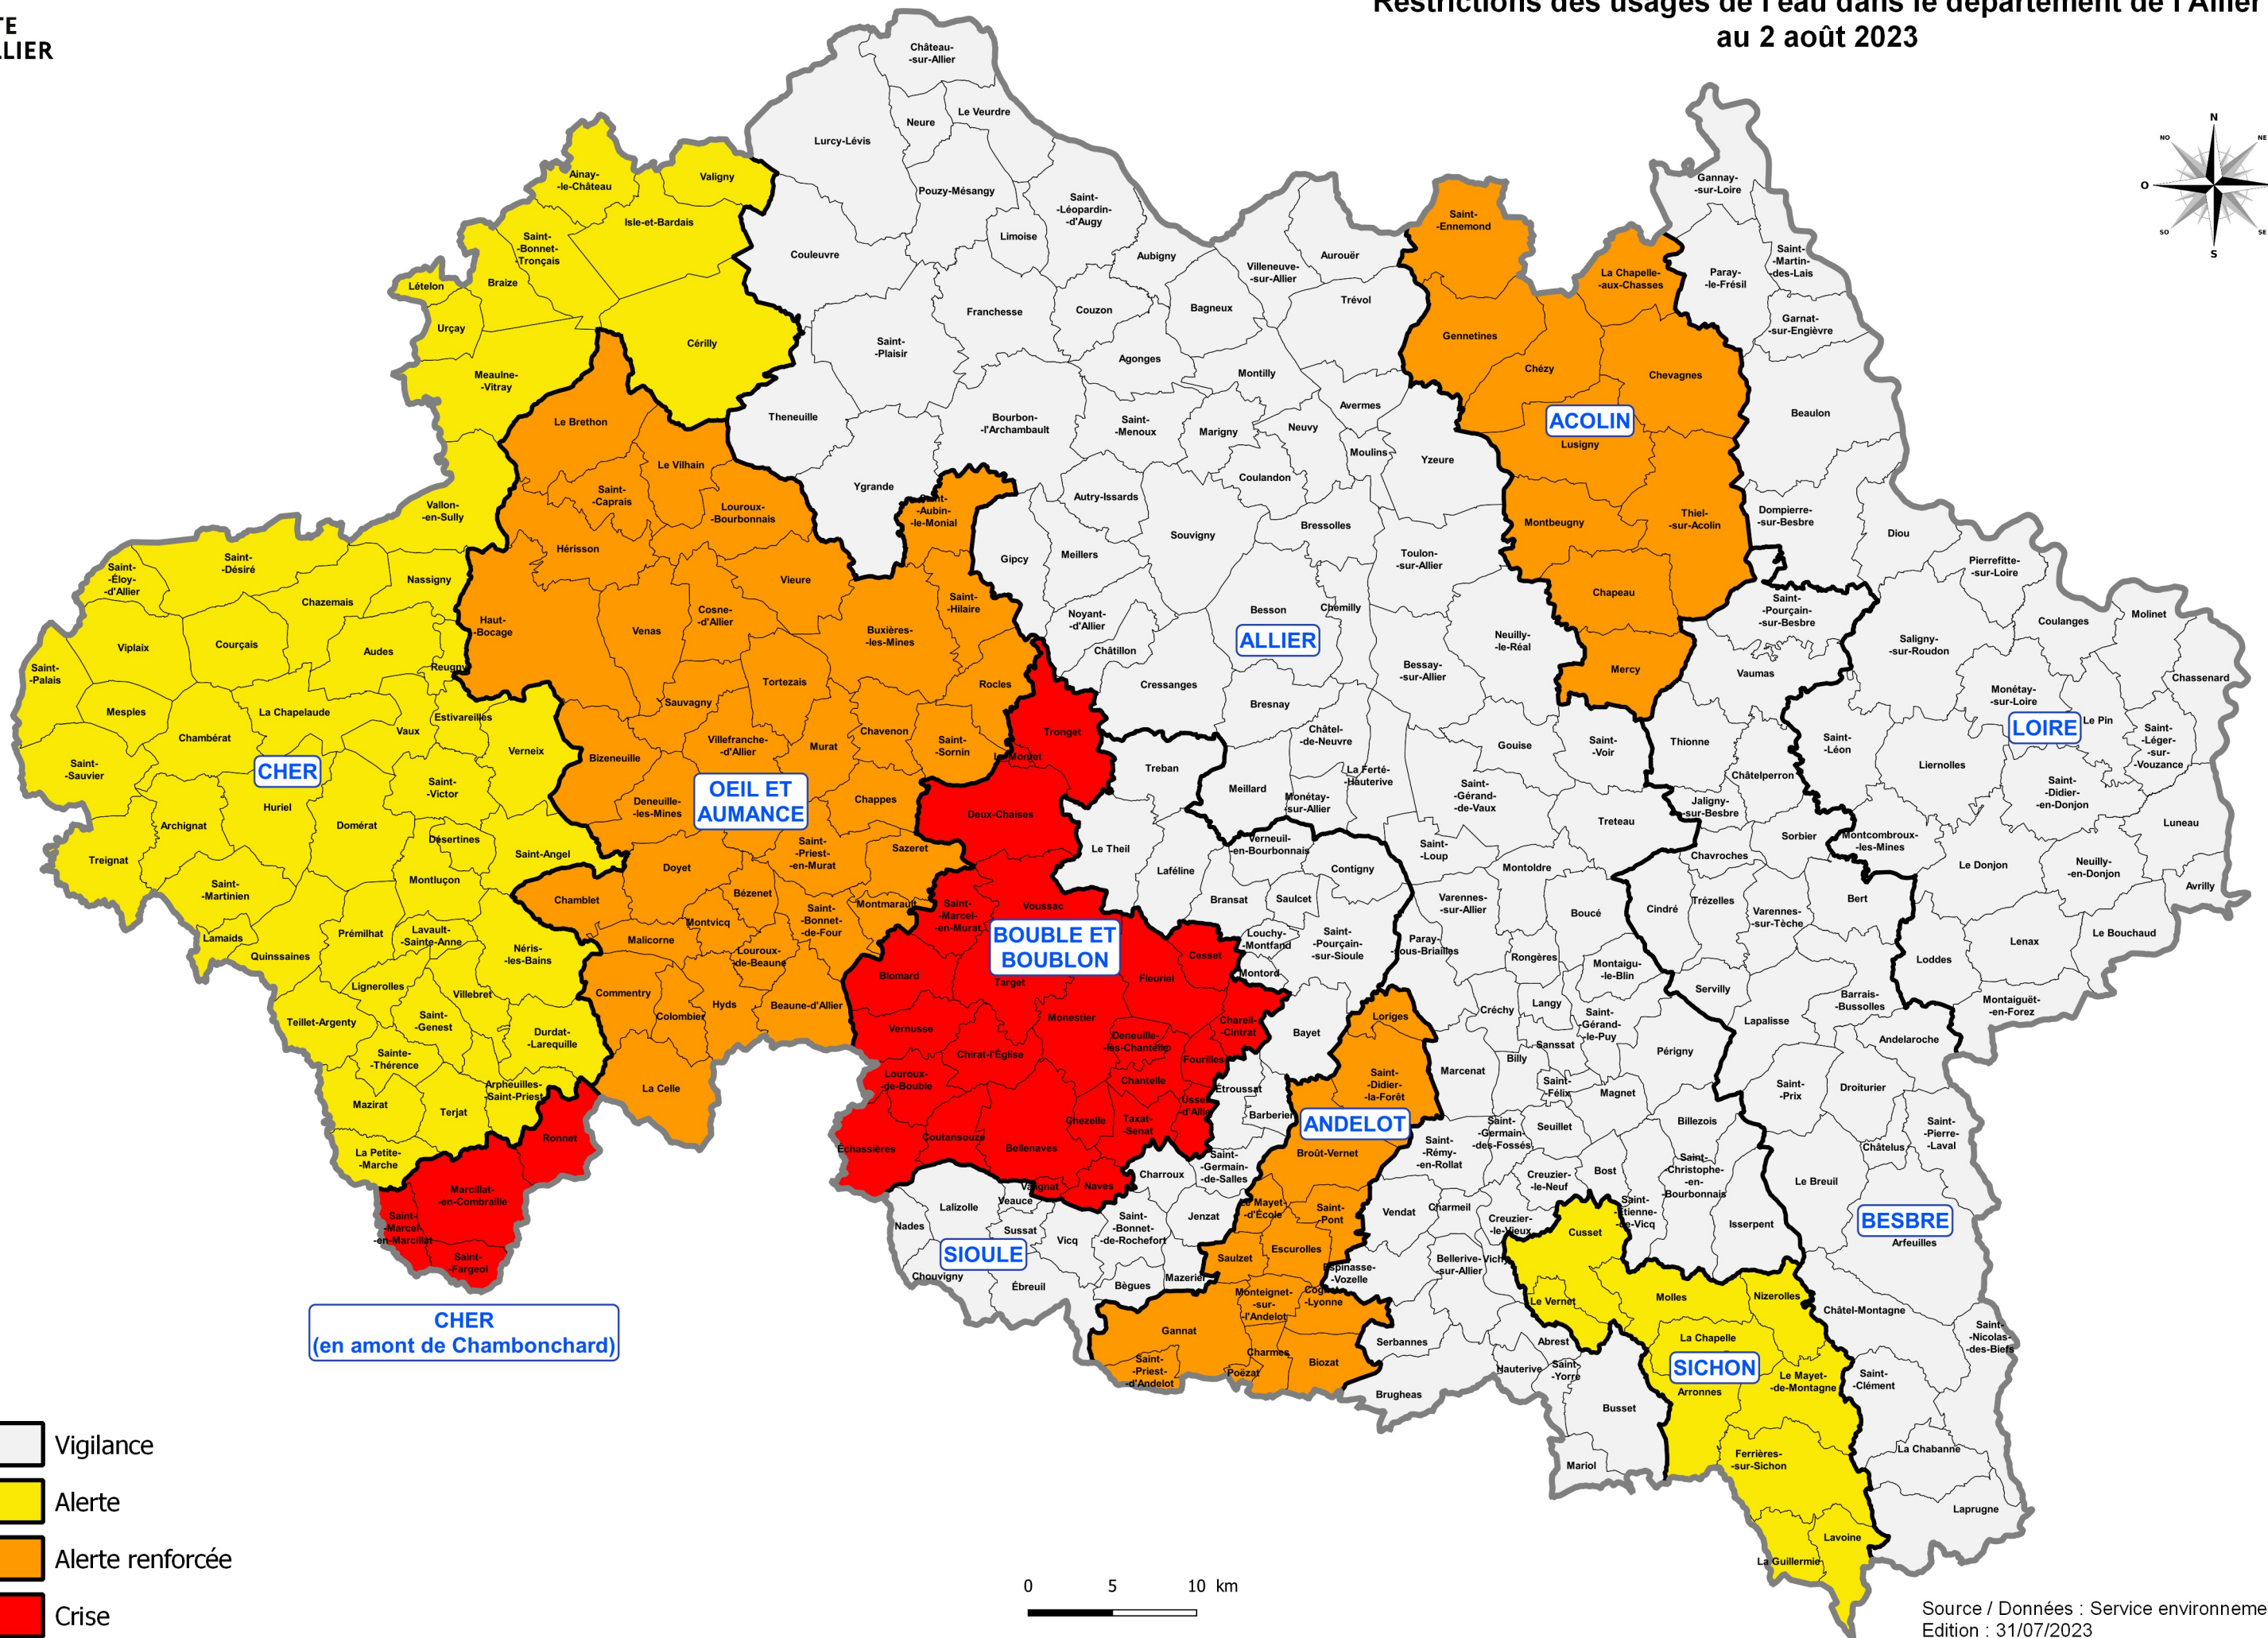 Restrictions des usages de l'eau dans le département de l'Allier
au 2 août 2023
TE
LLIER
N
NO
NE
O
SO
SE
S
Château-
-sur-Allier
Le Veurdre
Neure
Lurcy-Lévis
Pouzy-Mésangy
Saint-
-Léopardin-
-d'Augy
Limoise
Couleuvre
Aubigny
Villeneuve-
-sur-Allier
Aurouër
Trévol
Bagneux
Couzon
Franchesse
Saint-
-Plaisir
Agonges
Montilly
Avermes
Neuvy
Moulins
Yzeure
Marigny
Saint-
-Menoux
Bourbon-
-l'Archambault
Theneuille
Ygrande
Coulandon
Autry-Issards
Souvigny
Bressolles
Toulon-
-sur-Allier
Gipcy
Meillers
Noyant-
-d'Allier
Besson
Chemilly
Châtillon
Cressanges
Bresnay
Bessay-
-sur-Allier
Neuilly-
-le-Réal
ALLIER
Châtel-
-de-Neuvre
Gouise
Saint-
-Voir
Treban
Meillard
Monétay-
-sur-Allier
La Ferté-
-Hauterive
Saint-
-Gérand-
-de-Vaux
Treteau
Le Theil
Verneuil-
-en-Bourbonnais
Saint-
-Loup
Laféline
Contigny
Montoldre
Bransat
Saulcet
Varennes-
-sur-Allier
Boucé
Louchy-
-Montfand
Saint-
-Pourçain-
-sur-Sioule
Paray-
-sous-Briailles
Rongères
Montaigu-
-le-Blin
Montord
Bayet
Créchy
Langy
Saint-
-Gérand-
-le-Puy
Sanssat
Périgny
Billy
Marcenat
Saint-
-Félix
Magnet
Étroussat
Barberier
Saint-
-Germain-
-des-Fossés
Seuillet
Billezois
Saint-
-Rémy-
-en-Rollat
Saint-
-Germain-
-de-Salles
Charroux
Creuzier-
-le-Neuf
Bost
Saint-
-Christophe-
-en-
-Bourbonnais
Isserpent
Saint-
-Étienne-
-de-Vicq
Vendat
Charmeil
Creuzier-
-le-Vieux
Bellerive-
-sur-Allier
Vichy
Espinasse-
-Vozelle
Serbannes
Abrest
Hauterive
Saint-
-Yorre
Brugheas
Busset
Mariol
Ainay-
-le-Château
Valigny
Isle-et-Bardais
Saint-
-Bonnet-
-Tronçais
Braize
Lételon
Urçay
Cérilly
Meaulne-
-Vitray
Vallon-
-en-Sully
Saint-
-Désiré
Saint-
-Éloy-
-d'Allier
Nassigny
Chazemais
Viplaix
Courçais
Audes
Reugny
Saint-
-Palais
Mesples
La Chapelaude
Estivareilles
Vaux
Chambérat
Verneix
Saint-
-Sauvier
CHER
Saint-
-Victor
Huriel
Archignat
Domérat
Désertines
Treignat
Saint-Angel
Montluçon
Saint-
-Martinien
Prémilhat
Lavault-
-Sainte-Anne
Lamaids
Quinssaines
Néris-
-les-Bains
Lignerolles
Villebret
Teillet-Argenty
Saint-
-Genest
Durdat-
-Larequille
Sainte-
-Thérence
Arpheuilles-
-Saint-Priest
Mazirat
Terjat
La Petite-
-Marche
Ronnet
Marcillat-
-en-Combraille
Saint-
-Marcel-
-en-Marcillat
Saint-
-Fargeol
CHER
(en amont de Chambonchard)
Le Brethon
Le Vilhain
Saint-
-Caprais
Louroux-
-Bourbonnais
-Aubin-
-le-Monial
Hérisson
Vieure
Saint-
-Hilaire
Haut-
-Bocage
Venas
Cosne-
-d'Allier
Buxières-
-les-Mines
Tortezais
Rocles
Sauvagny
Villefranche-
-d'Allier
Murat
Chavenon
Saint-
-Sornin
Bizeneuille
Deneuille-
-les-Mines
OEIL ET
AUMANCE
Chappes
Saint-
-Priest-
-en-Murat
Sazeret
Doyet
Chamblet
Bézenet
Montmarault
Saint-
-Bonnet-
-de-Four
Montvicq
Malicorne
Louroux-
-de-Beaune
Commentry
Hyds
Beaune-d'Allier
Colombier
La Celle
Tronget
Le Montet
Deux-Chaises
Voussac
Saint-
-Marcel-
-en-Murat
BOUBLE ET
BOUBLON
Cesset
Blomard
Target
Fleuriel
Vernusse
Monestier
Chareil-
-Cintrat
Deneuille-
-lès-Chantelle
Chirat-l'Église
Fourilles
Louroux-
-de-Bouble
Chantelle
Ussel-
-d'Allier
Chezelle
Taxat-
-Senat
Coutansouze
Bellenaves
Échassières
Valignat
Naves
Lalizolle
Veauce
Nades
Sussat
Vicq
Saint-
-Bonnet-
-de-Rochefort
Jenzat
SIOULE
Chouvigny
Ébreuil
Bègues
Mazerier
Loriges
Saint-
-Didier-
-la-Forêt
ANDELOT
Broût-Vernet
Le Mayet-
-d'École
Saint-
-Pont
Saulzet
Escurolles
Monteignet-
-sur-
-l'Andelot
Cognat-
-Lyonne
Gannat
Charmes
Biozat
Saint-
-Priest-
-d'Andelot
Poëzat
Saint-
-Ennemond
La Chapelle-
-aux-Chasses
Gennetines
Chézy
Chevagnes
ACOLIN
Lusigny
Montbeugny
Thiel-
-sur-Acolin
Chapeau
Mercy
Gannay-
-sur-Loire
Paray-
-le-Frésil
Saint-
-Martin-
-des-Lais
Garnat-
-sur-Engièvre
Beaulon
Dompierre-
-sur-Besbre
Diou
Pierrefitte-
-sur-Loire
Saint-
-Pourçain-
-sur-Besbre
Saligny-
-sur-Roudon
Coulanges
Molinet
Vaumas
Chassenard
Monétay-
-sur-Loire
LOIRE
Le Pin
Saint-
-Léger-
-sur-
-Vouzance
Thionne
Saint-
-Léon
Liernolles
Châtelperron
Saint-
-Didier-
-en-Donjon
Jaligny-
-sur-Besbre
Sorbier
Montcombroux-
-les-Mines
Luneau
Chavroches
Le Donjon
Neuilly-
-en-Donjon
Avrilly
Cindré
Trézelles
Varennes-
-sur-Tèche
Bert
Lenax
Le Bouchaud
Loddes
Servilly
Barrais-
-Bussolles
Montaiguët-
-en-Forez
Lapalisse
Andelaroche
Saint-
-Prix
Droiturier
Saint-
-Pierre-
-Laval
Châtelus
Le Breuil
BESBRE
Arfeuilles
Châtel-Montagne
Saint-
-Nicolas-
-des-Biefs
Saint-
-Clément
La Chabanne
Laprugne
Cusset
Le Vernet
Molles
Nizerolles
La Chapelle
SICHON
Arronnes
Le Mayet-
-de-Montagne
Ferrières-
-sur-Sichon
Lavoine
La Guillermie
Vigilance
Alerte
Alerte renforcée
Crise
0 5 10 km
Source / Données : Service environneme
Edition : 31/07/2023